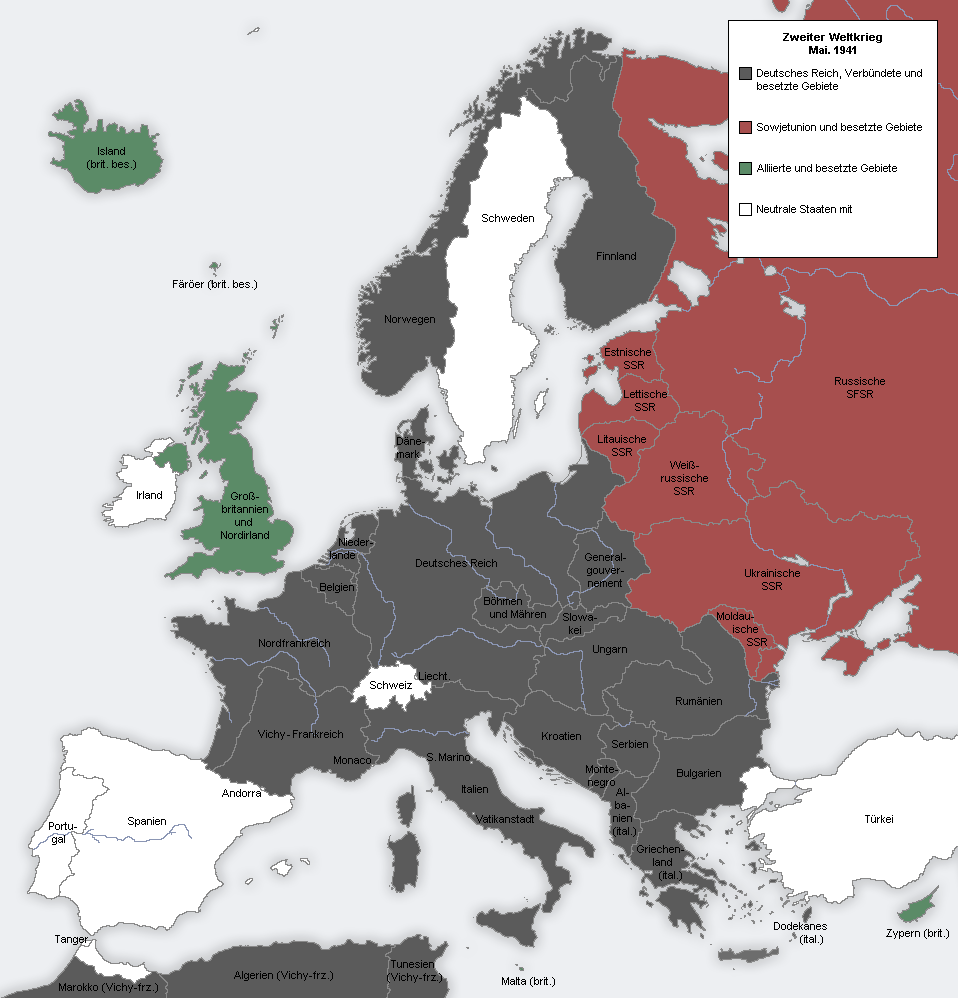 Zweiter Weltkrieg
Mai. 1941
Deutsches Reich, Verbündete und
besetzte Gebiete
Sowjetunion und besetzte Gebiete
Alliierte und besetzte Gebiete
Neutrale Staaten mit
Island
(brit. bes.)
Färöer (brit. bes.)
Schweden
Finnland
Norwegen
Estnische
SSR
Lettische
SSR
Litauische
SSR
Russische
SFSR
Weiß-
russische
SSR
Däne-
mark
Irland
Groß-
britannien
und
Nordirland
Nieder-
lande
Belgien
Deutsches Reich
General-
gouver-
nement
Ukrainische
SSR
Böhmen
und Mähren
Slowa-
kei
Moldau-
ische
SSR
Nordfrankreich
Ungarn
Schweiz
Liecht.
Rumänien
Vichy-Frankreich
Monaco
S. Marino
Kroatien
Serbien
Bulgarien
Monte-
negro
Al-
ba-
nien
(ital.)
Andorra
Italien
Vatikanstadt
Portu-
gal
Spanien
Türkei
Griechen-
land
(ital.)
Dodekanes
(ital.)
Zypern (brit.)
Tanger
Marokko (Vichy-frz.)
Algerien (Vichy-frz.)
Tunesien
(Vichy-frz.)
Malta (brit.)